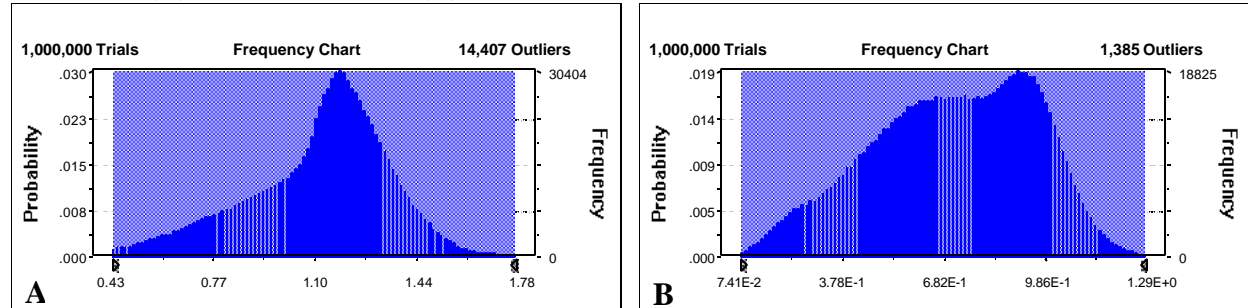 1,000,000 Trials Frequency Chart 14,407 Outliers
.030 30404
.023
.015
.008
.000 0
Probability
Frequency
0.43 0.77 1.10 1.44 1.78
A
1,000,000 Trials Frequency Chart 1,385 Outliers
.019 18825
.014
.009
.005
.000 0
Probability
Frequency
7.41E-2 3.78E-1 6.82E-1 9.86E-1 1.29E+0
B